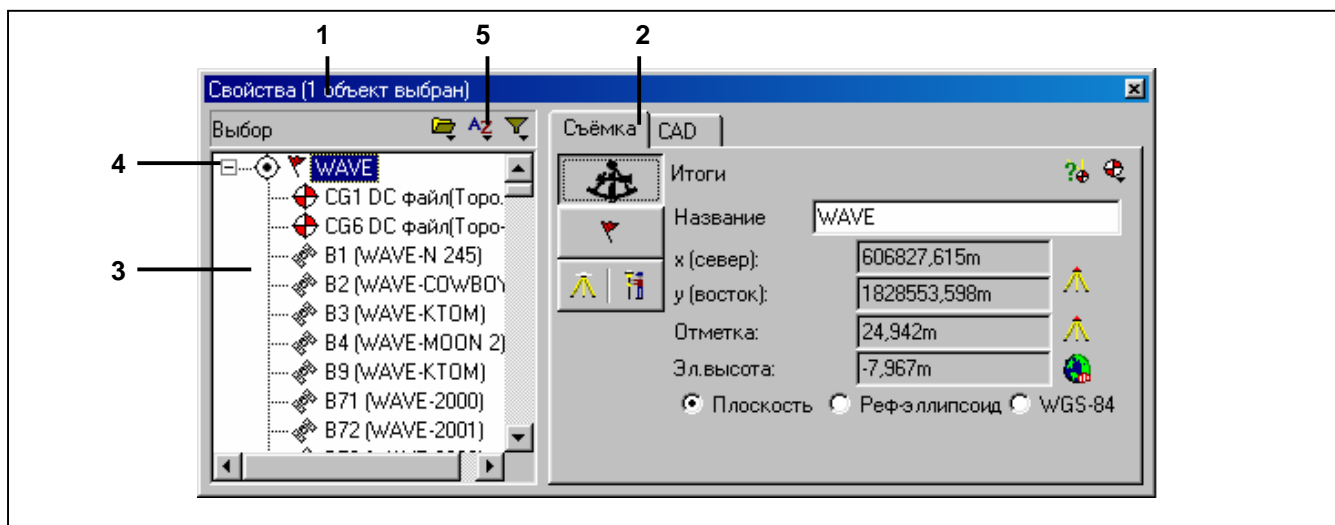 1 5 2
Свойства (1 объект выбран)
Выбор
Съёмка CAD
4
WAVE
Итоги
CG1 DC файл(Торо.
Название WAVE
CG6 DC файл(Торо-
3
B1 (WAVE-N 245)
x (север): 606827,615m
B2 (WAVE-COWBOY
y (восток): 1828553,598m
B3 (WAVE-KTOM)
Отметка: 24,942m
B4 (WAVE-MOON 2)
Эл.высота: -7,967m
B9 (WAVE-KTOM)
Плоскость Реф-эллипсоид WGS-84
B71 (WAVE-2000)
B72 (WAVE-2001)